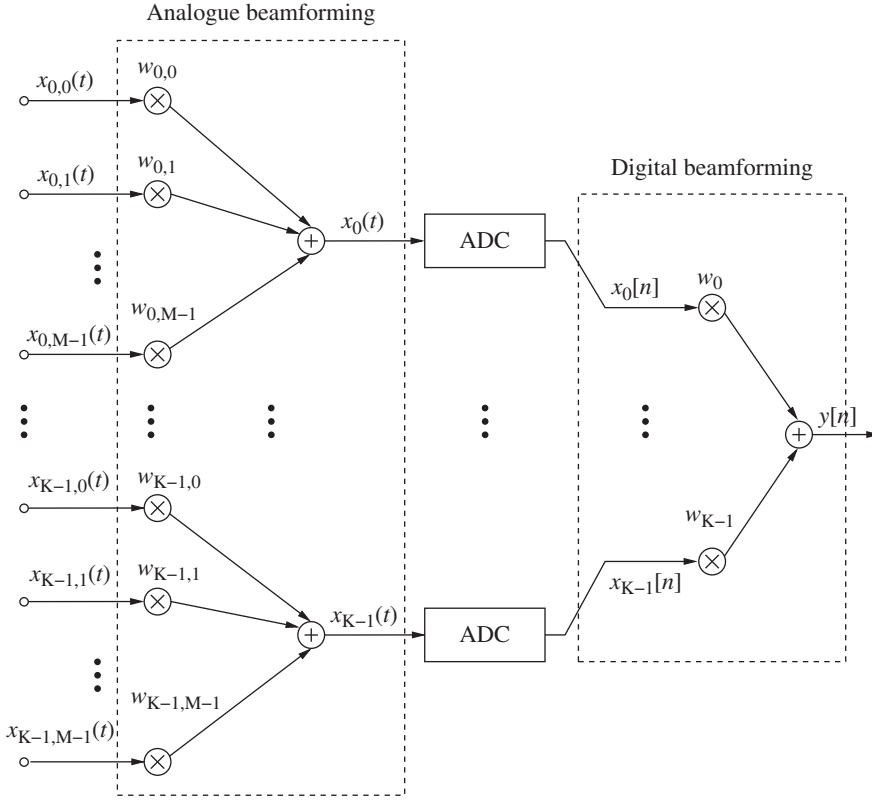 Analogue beamforming
x0,0(t)
w0,0
x0,1(t)
w0,1
x0(t)
ADC
Digital beamforming
x0[n]
w0
w0,M−1
x0,M−1(t)
y[n]
xK−1,0(t)
wK−1,0
wK−1
xK−1,1(t)
wK−1,1
xK−1(t)
ADC
xK−1[n]
wK−1,M−1
xK−1,M−1(t)